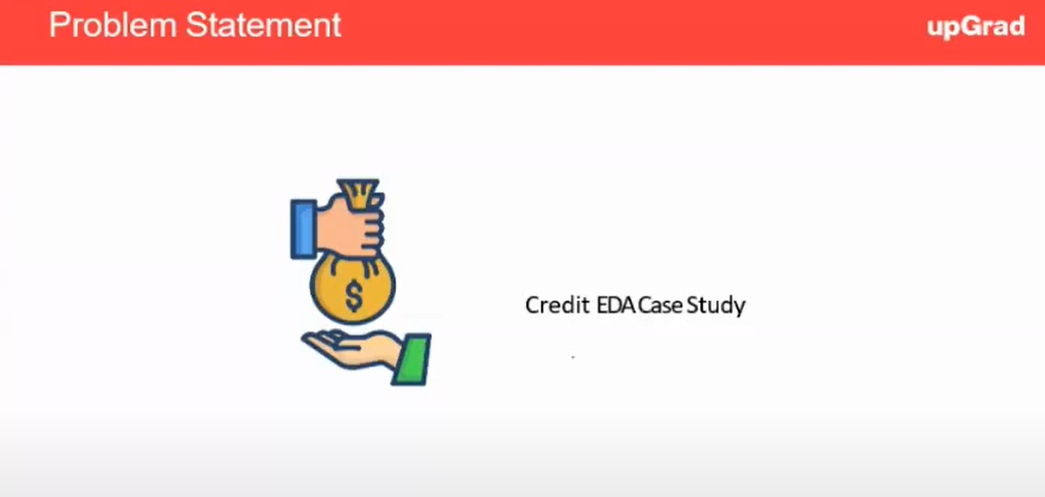 Problem Statement
upGrad
$
Credit EDA Case Study